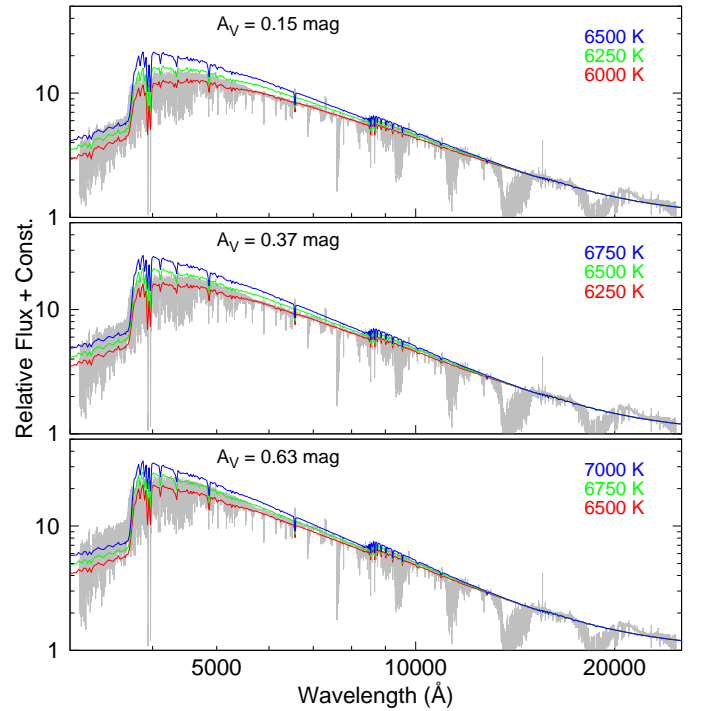 A_V = 0.15 mag
6500 K
6250 K
6000 K
10
1
A_V = 0.37 mag
6750 K
6500 K
6250 K
10
1
A_V = 0.63 mag
7000 K
6750 K
6500 K
10
1
Relative Flux + Const.
5000 10000 20000
Wavelength (Å)